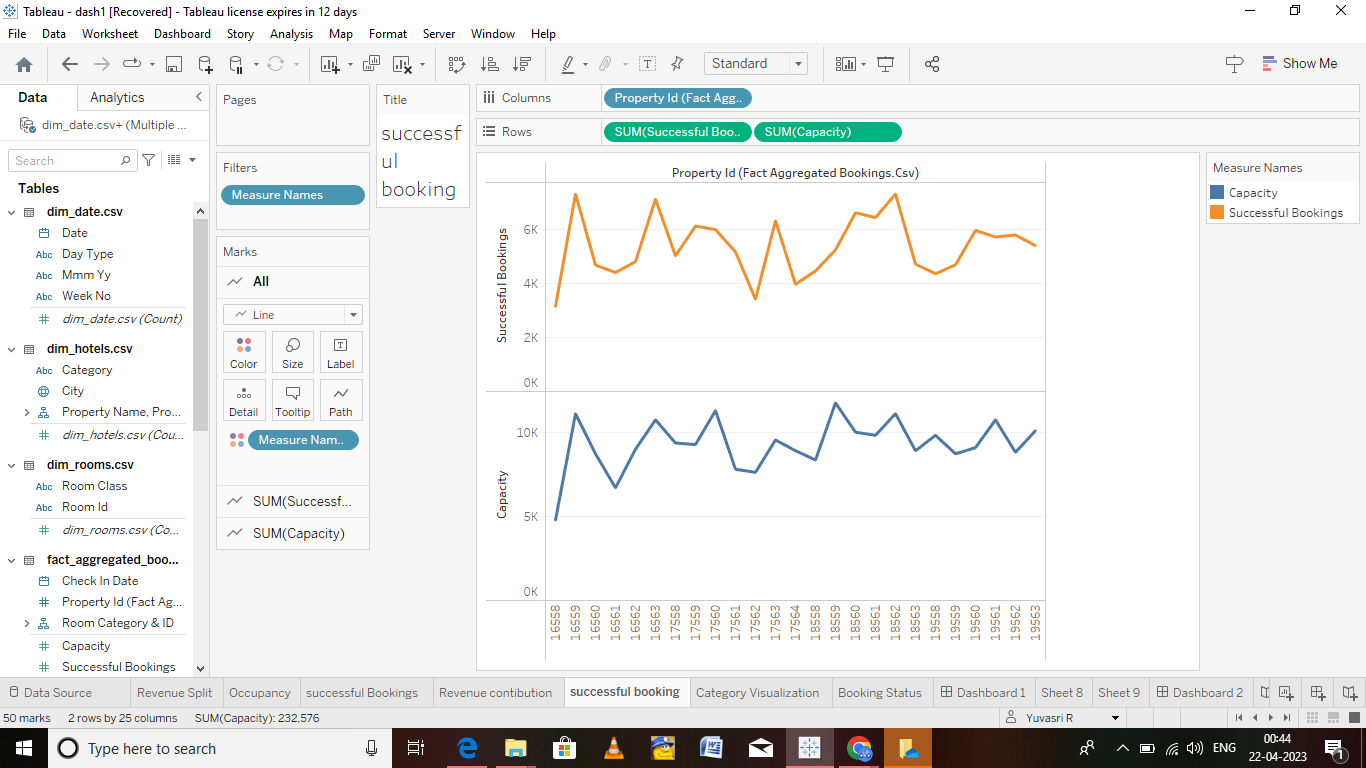 Tableau - dash1 [Recovered] - Tableau license expires in 12 days
File Data Worksheet Dashboard Story Analysis Map Format Server Window Help
Standard
Show Me
Data Analytics
dim_date.csv+ (Multiple ...
Search
Tables
dim_date.csv
Date
Abc Day Type
Abc Mmm Yy
Abc Week No
dim_date.csv (Count)
dim_hotels.csv
Abc Category
City
Property Name, Pro...
dim_hotels.csv (Cou...
dim_rooms.csv
Abc Room Class
Abc Room Id
dim_rooms.csv (Co...
fact_aggregated_boo...
Check In Date
Property Id (Fact Ag...
Room Category & ID
Capacity
Successful Bookings
Pages
Filters
Measure Names
Marks
All
Line
Color Size Label
Detail Tooltip Path
Measure Nam..
SUM(Successf...
SUM(Capacity)
Title
successf
ul
booking
Columns Property Id (Fact Agg..
Rows SUM(Successful Boo.. SUM(Capacity)
Property Id (Fact Aggregated Bookings.Csv)
Successful Bookings
6K
4K
2K
0K
Capacity
10K
5K
0K
16558 16559 16560 16561 16562 16563 17558 17559 17560 17561 17562 17563 17564 18558 18559 18560 18561 18562 18563 19558 19559 19560 19561 19562 19563
Measure Names
Capacity
Successful Bookings
Data Source Revenue Split Occupancy successful Bookings Revenue contibution successful booking Category Visualization Booking Status Dashboard 1 Sheet 8 Sheet 9 Dashboard 2
50 marks 2 rows by 25 columns SUM(Capacity): 232,576 Yuvasri R
Type here to search
ENG
00:44
22-04-2023
1